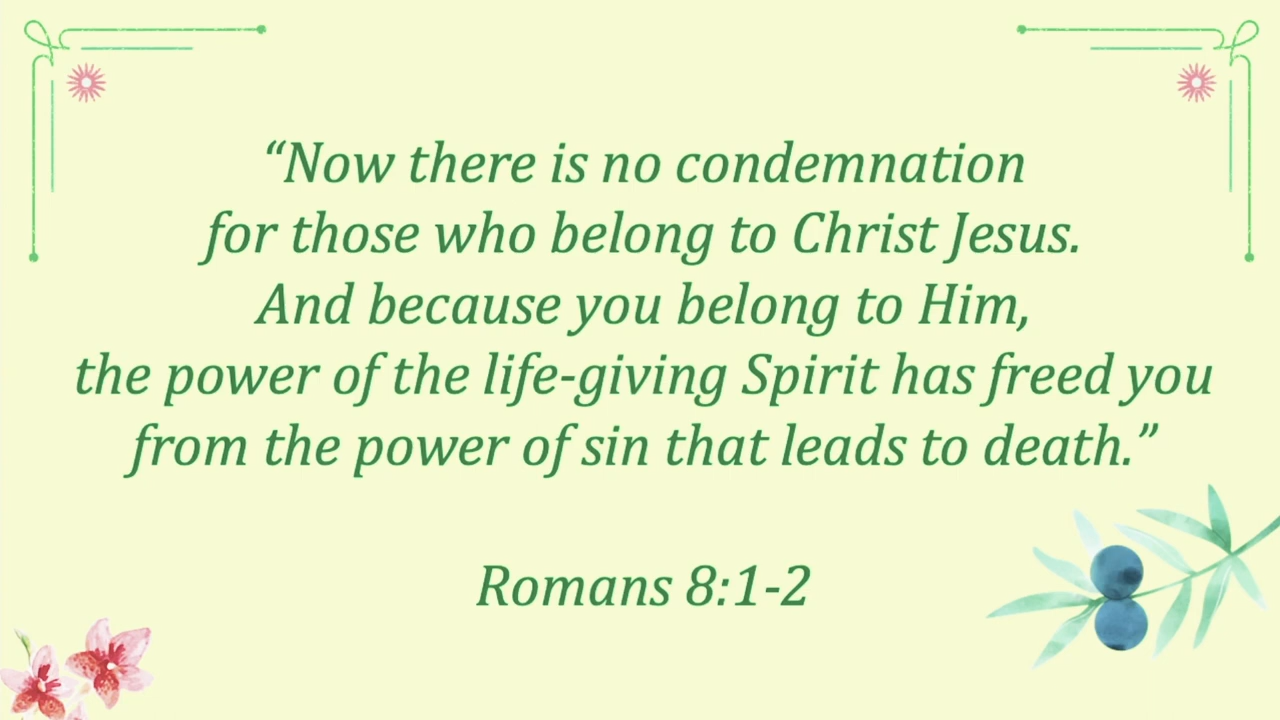 “Now there is no condemnation
for those who belong to Christ Jesus.
And because you belong to Him,
the power of the life-giving Spirit has freed you
from the power of sin that leads to death.”
Romans 8:1-2